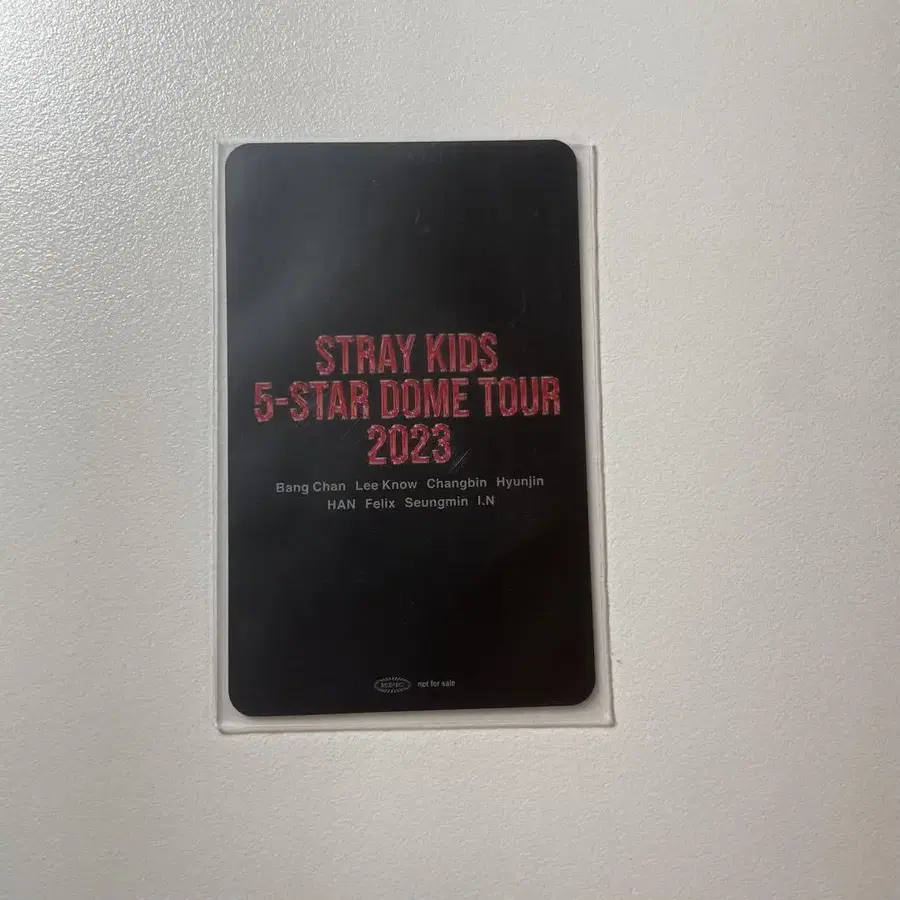 STRAY KIDS
5-STAR DOME TOUR
2023
Bang Chan Lee Know Changbin Hyunjin
HAN Felix Seungmin I.N
not for sale